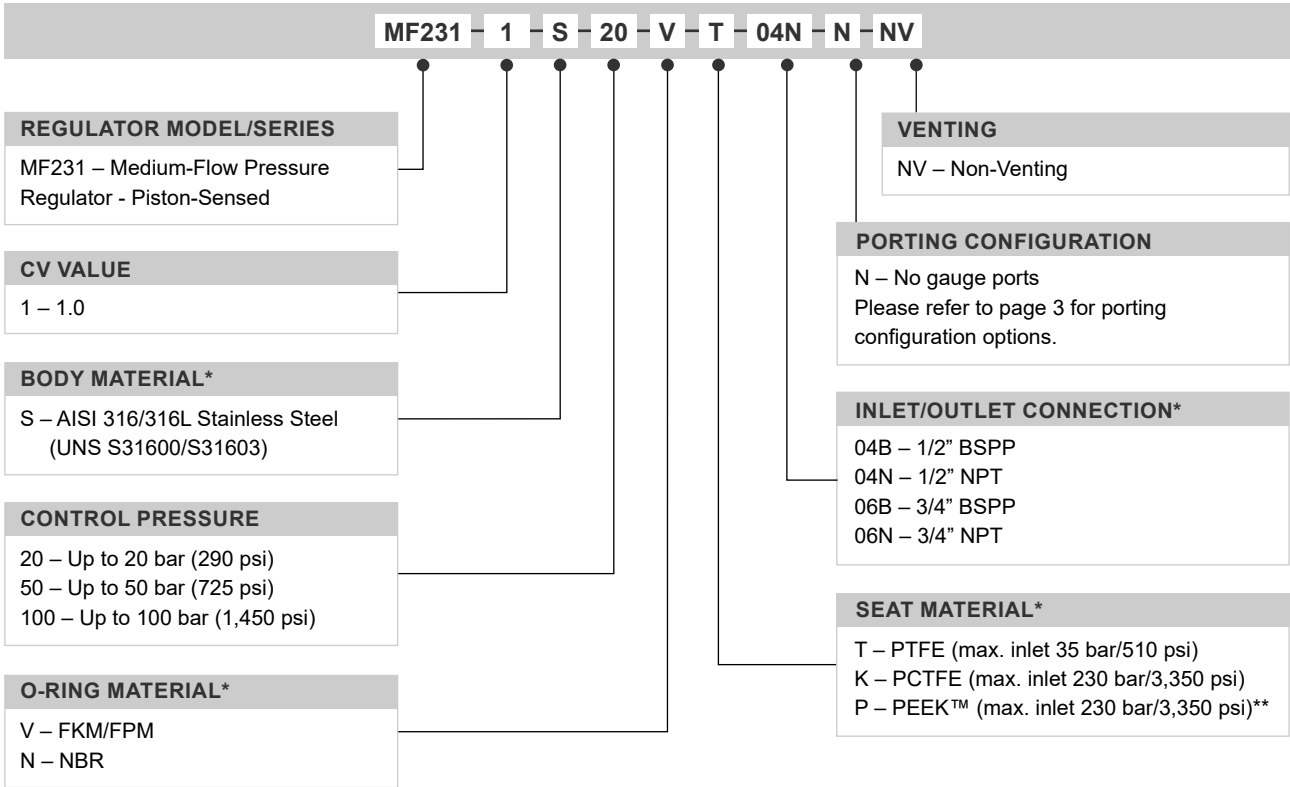 MF231 1 S 20 V T 04N N NV
REGULATOR MODEL/SERIES
MF231 – Medium-Flow Pressure
Regulator - Piston-Sensed
CV VALUE
1 – 1.0
BODY MATERIAL*
S – AISI 316/316L Stainless Steel
(UNS S31600/S31603)
CONTROL PRESSURE
20 – Up to 20 bar (290 psi)
50 – Up to 50 bar (725 psi)
100 – Up to 100 bar (1,450 psi)
O-RING MATERIAL*
V – FKM/FPM
N – NBR
VENTING
NV – Non-Venting
PORTING CONFIGURATION
N – No gauge ports
Please refer to page 3 for porting
configuration options.
INLET/OUTLET CONNECTION*
04B – 1/2” BSPP
04N – 1/2” NPT
06B – 3/4” BSPP
06N – 3/4” NPT
SEAT MATERIAL*
T – PTFE (max. inlet 35 bar/510 psi)
K – PCTFE (max. inlet 230 bar/3,350 psi)
P – PEEK™ (max. inlet 230 bar/3,350 psi)**